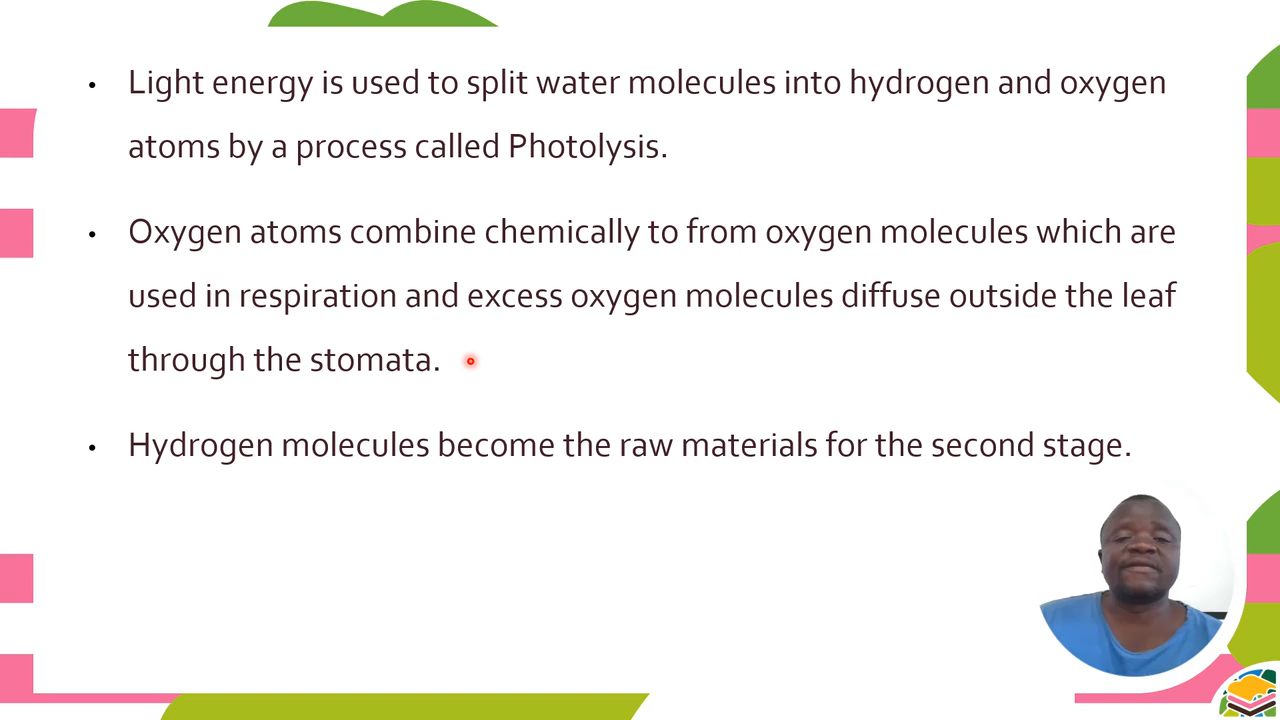 • Light energy is used to split water molecules into hydrogen and oxygen
atoms by a process called Photolysis.
• Oxygen atoms combine chemically to from oxygen molecules which are
used in respiration and excess oxygen molecules diffuse outside the leaf
through the stomata.
• Hydrogen molecules become the raw materials for the second stage.